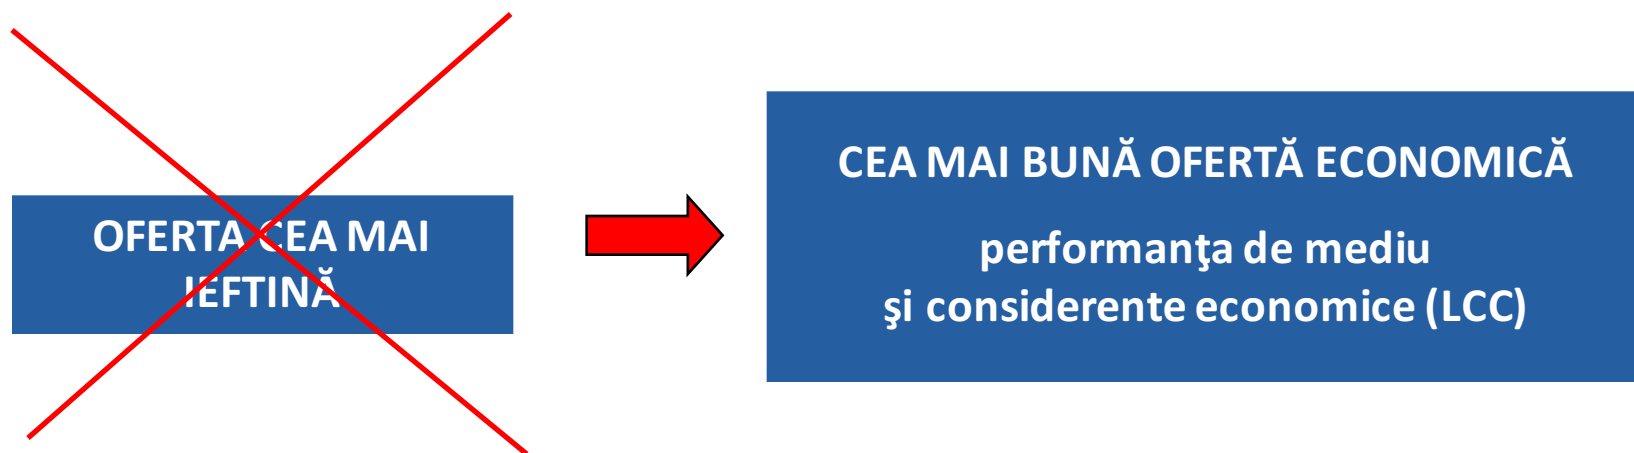 OFERTA CEA MAI
IEFTINĂ
CEA MAI BUNĂ OFERTĂ ECONOMICĂ
performanţa de mediu
şi considerente economice (LCC)